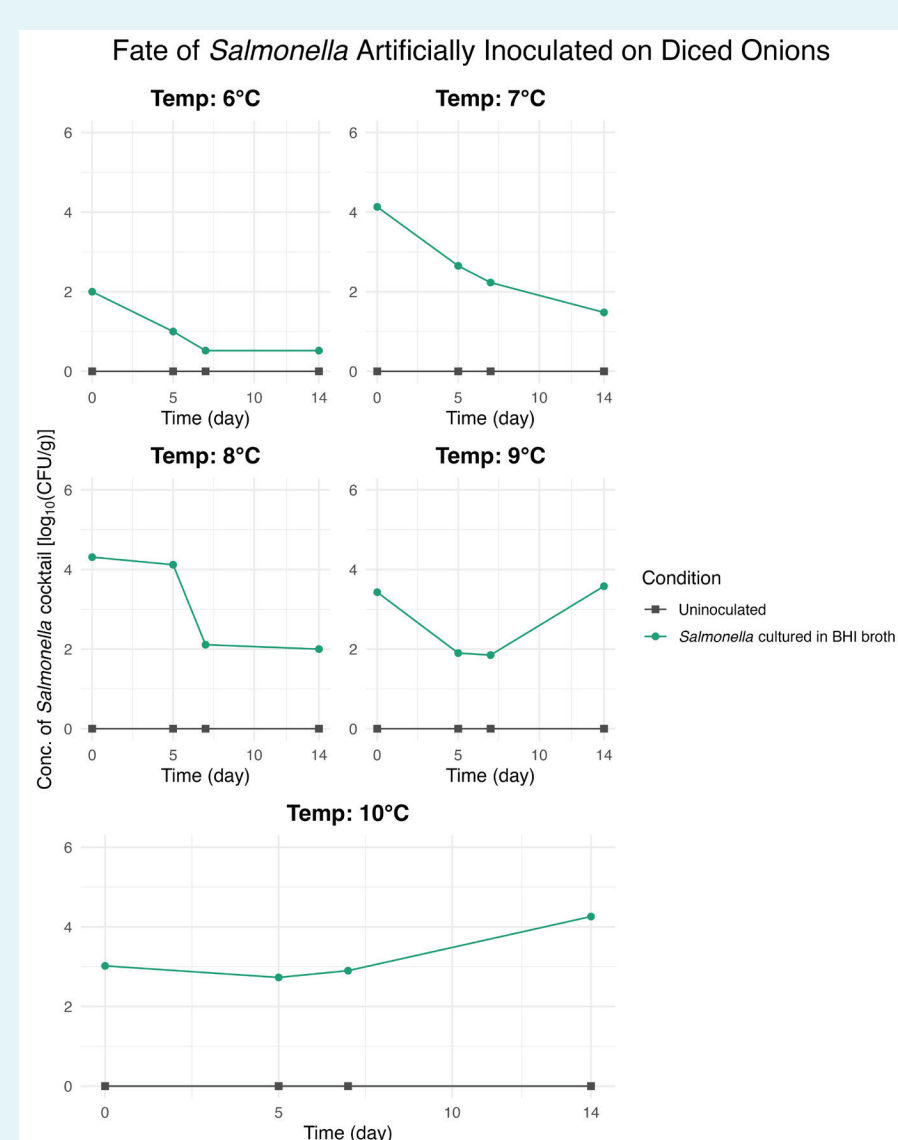 Fate of Salmonella Artificially Inoculated on Diced Onions
Temp: 6°C
6
4
2
0
0 5 10 14
Time (day)
Temp: 7°C
6
4
2
0
0 5 10 14
Time (day)
Conc. of Salmonella cocktail [log₁₀(CFU/g)]
Temp: 8°C
6
4
2
0
0 5 10 14
Time (day)
Temp: 9°C
6
4
2
0
0 5 10 14
Time (day)
Condition
Uninoculated
Salmonella cultured in BHI broth
Temp: 10°C
6
4
2
0
0 5 10 14
Time (day)